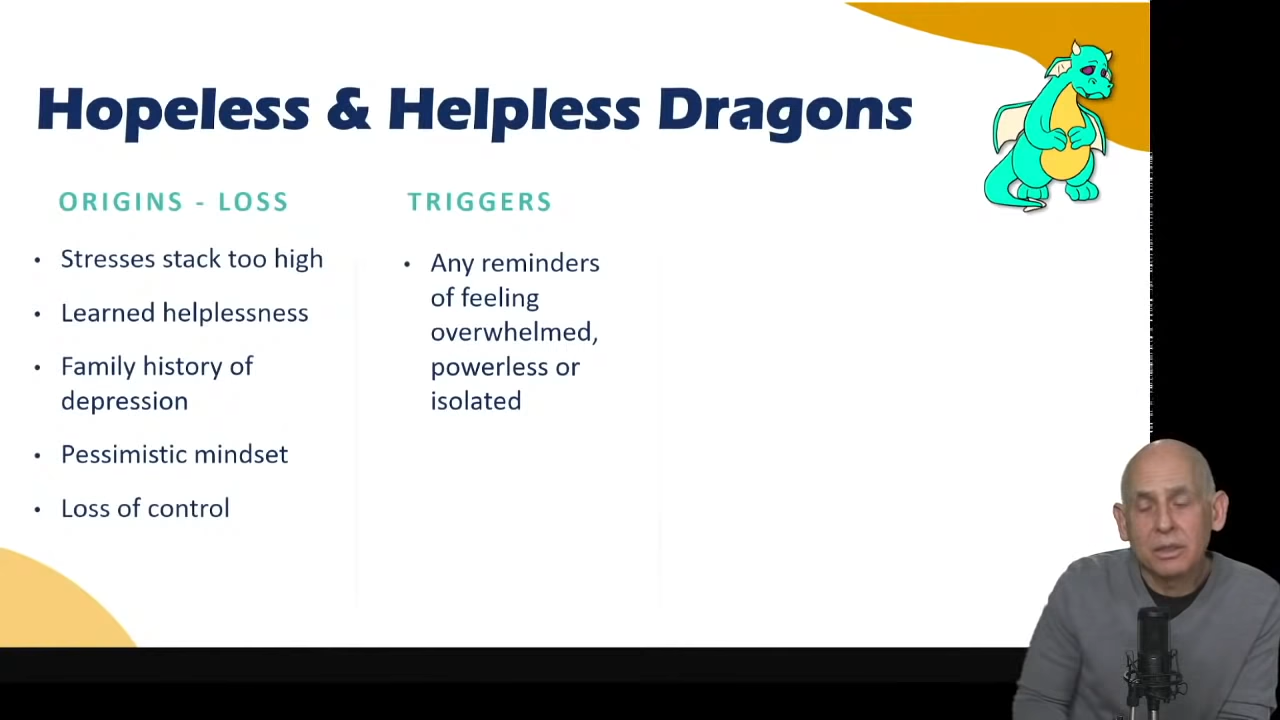 Hopeless & Helpless Dragons
ORIGINS - LOSS
• Stresses stack too high
• Learned helplessness
• Family history of
depression
• Pessimistic mindset
• Loss of control
TRIGGERS
• Any reminders
of feeling
overwhelmed,
powerless or
isolated